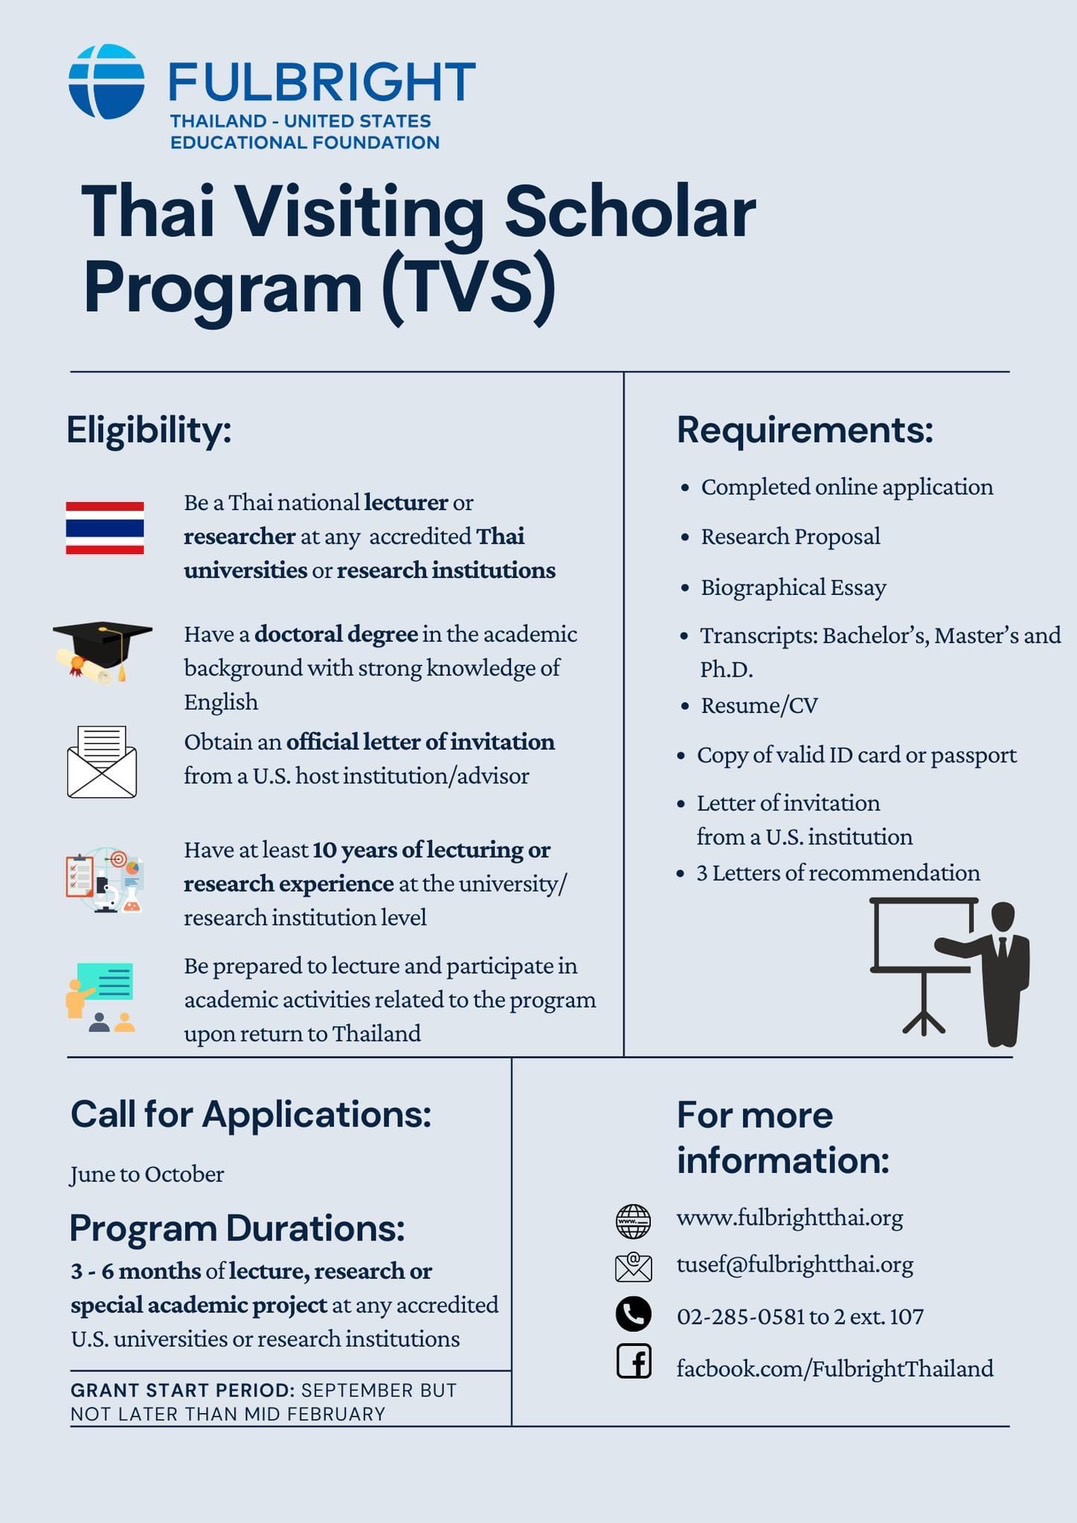 FULBRIGHT
THAILAND - UNITED STATES
EDUCATIONAL FOUNDATION
Thai Visiting Scholar
Program (TVS)
Eligibility:
Be a Thai national lecturer or
researcher at any accredited Thai
universities or research institutions
Have a doctoral degree in the academic
background with strong knowledge of
English
Obtain an official letter of invitation
from a U.S. host institution/advisor
Have at least 10 years of lecturing or
research experience at the university/
research institution level
Be prepared to lecture and participate in
academic activities related to the program
upon return to Thailand
Requirements:
• Completed online application
• Research Proposal
• Biographical Essay
• Transcripts: Bachelor's, Master's and
Ph.D.
• Resume/CV
• Copy of valid ID card or passport
• Letter of invitation
from a U.S. institution
• 3 Letters of recommendation
Call for Applications:
June to October
Program Durations:
3 - 6 months of lecture, research or
special academic project at any accredited
U.S. universities or research institutions
GRANT START PERIOD: SEPTEMBER BUT
NOT LATER THAN MID FEBRUARY
For more
information:
www.
www.fulbrightthai.org
@
tusef@fulbrightthai.org
02-285-0581 to 2 ext. 107
f
facbook.com/FulbrightThailand